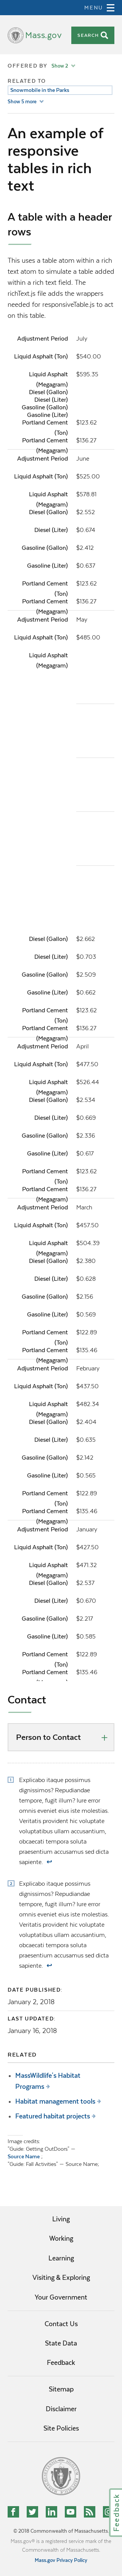 MENU
Mass.gov
SEARCH
OFFERED BY Show 2
RELATED TO
Snowmobile in the Parks
Show 5 more
An example of
responsive
tables in rich
text
A table with a header
rows
This uses a table atom with a rich
text atom to simulated a table
added within a rich text field. The
richText.js file adds the wrappers
needed for responsiveTable.js to act
on this table.
Adjustment Period July
Liquid Asphalt (Ton) $540.00
Liquid Asphalt $595.35
(Megagram)
Diesel (Gallon)
Diesel (Liter)
Gasoline (Gallon)
Gasoline (Liter)
Portland Cement $123.62
(Ton)
Portland Cement $136.27
(Megagram)
Adjustment Period June
Liquid Asphalt (Ton) $525.00
Liquid Asphalt $578.81
(Megagram)
Diesel (Gallon) $2.552
Diesel (Liter) $0.674
Gasoline (Gallon) $2.412
Gasoline (Liter) $0.637
Portland Cement $123.62
(Ton)
Portland Cement $136.27
(Megagram)
Adjustment Period May
Liquid Asphalt (Ton) $485.00
Liquid Asphalt
(Megagram)
Diesel (Gallon) $2.662
Diesel (Liter) $0.703
Gasoline (Gallon) $2.509
Gasoline (Liter) $0.662
Portland Cement $123.62
(Ton)
Portland Cement $136.27
(Megagram)
Adjustment Period April
Liquid Asphalt (Ton) $477.50
Liquid Asphalt $526.44
(Megagram)
Diesel (Gallon) $2.534
Diesel (Liter) $0.669
Gasoline (Gallon) $2.336
Gasoline (Liter) $0.617
Portland Cement $123.62
(Ton)
Portland Cement $136.27
(Megagram)
Adjustment Period March
Liquid Asphalt (Ton) $457.50
Liquid Asphalt $504.39
(Megagram)
Diesel (Gallon) $2.380
Diesel (Liter) $0.628
Gasoline (Gallon) $2.156
Gasoline (Liter) $0.569
Portland Cement $122.89
(Ton)
Portland Cement $135.46
(Megagram)
Adjustment Period February
Liquid Asphalt (Ton) $437.50
Liquid Asphalt $482.34
(Megagram)
Diesel (Gallon) $2.404
Diesel (Liter) $0.635
Gasoline (Gallon) $2.142
Gasoline (Liter) $0.565
Portland Cement $122.89
(Ton)
Portland Cement $135.46
(Megagram)
Adjustment Period January
Liquid Asphalt (Ton) $427.50
Liquid Asphalt $471.32
(Megagram)
Diesel (Gallon) $2.537
Diesel (Liter) $0.670
Gasoline (Gallon) $2.217
Gasoline (Liter) $0.585
Portland Cement $122.89
(Ton)
Portland Cement $135.46
Contact
Person to Contact +
1 Explicabo itaque possimus
dignissimos? Repudiandae
tempore, fugit illum? Iure error
omnis eveniet eius iste molestias.
Veritatis provident hic volupte
voluptatibus ullam accusantium,
obcaecati tempora soluta
praesentium accusamus sed dicta
sapiente. ↩
2 Explicabo itaque possimus
dignissimos? Repudiandae
tempore, fugit illum? Iure error
omnis eveniet eius iste molestias.
Veritatis provident hic volupte
voluptatibus ullam accusantium,
obcaecati tempora soluta
praesentium accusamus sed dicta
sapiente. ↩
DATE PUBLISHED:
January 2, 2018
LAST UPDATED:
January 16, 2018
RELATED
• MassWildlife's Habitat
Programs
• Habitat management tools
• Featured habitat projects
Image credits:
"Guide: Getting OutDoors" —
Source Name ,
"Guide: Fall Activities" — Source Name,
Living
Working
Learning
Visiting & Exploring
Your Government
Contact Us
State Data
Feedback
Sitemap
Disclaimer
Site Policies
Feedback
© 2018 Commonwealth of Massachusetts.
Mass.gov® is a registered service mark of the
Commonwealth of Massachusetts.
Mass.gov Privacy Policy